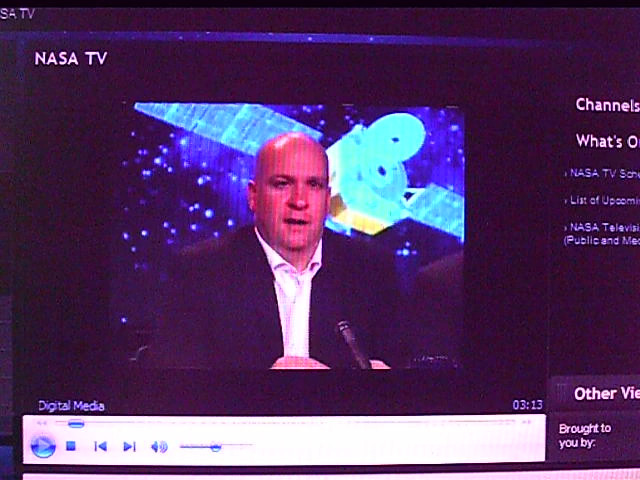 SA TV
NASA TV
Channels
What's O
NASA TV Sch
List of Upcomi
NASA Televisi
(Public and Me
Digital Media
03:13
Other Vie
Brought to
you by: